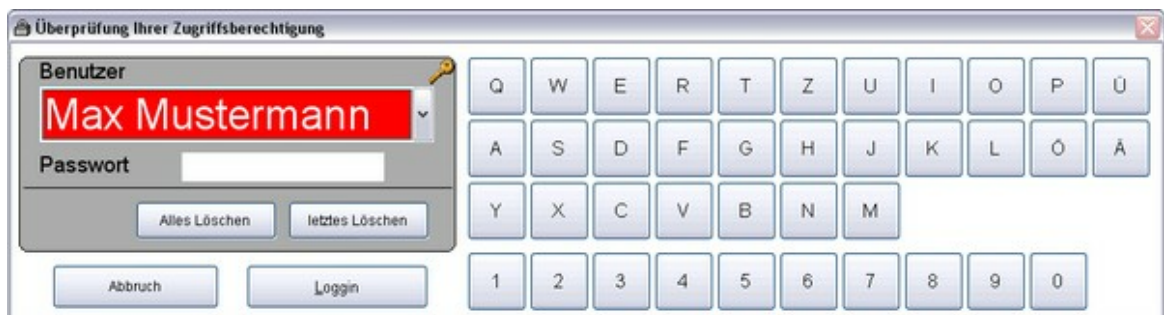 Überprüfung Ihrer Zugriffsberechtigung
Benutzer
Max Mustermann
Passwort
Alles Löschen letztes Löschen
Abbruch Loggin
Q W E R T Z U I O P Ü
A S D F G H J K L Ö Ä
Y X C V B N M
1 2 3 4 5 6 7 8 9 0